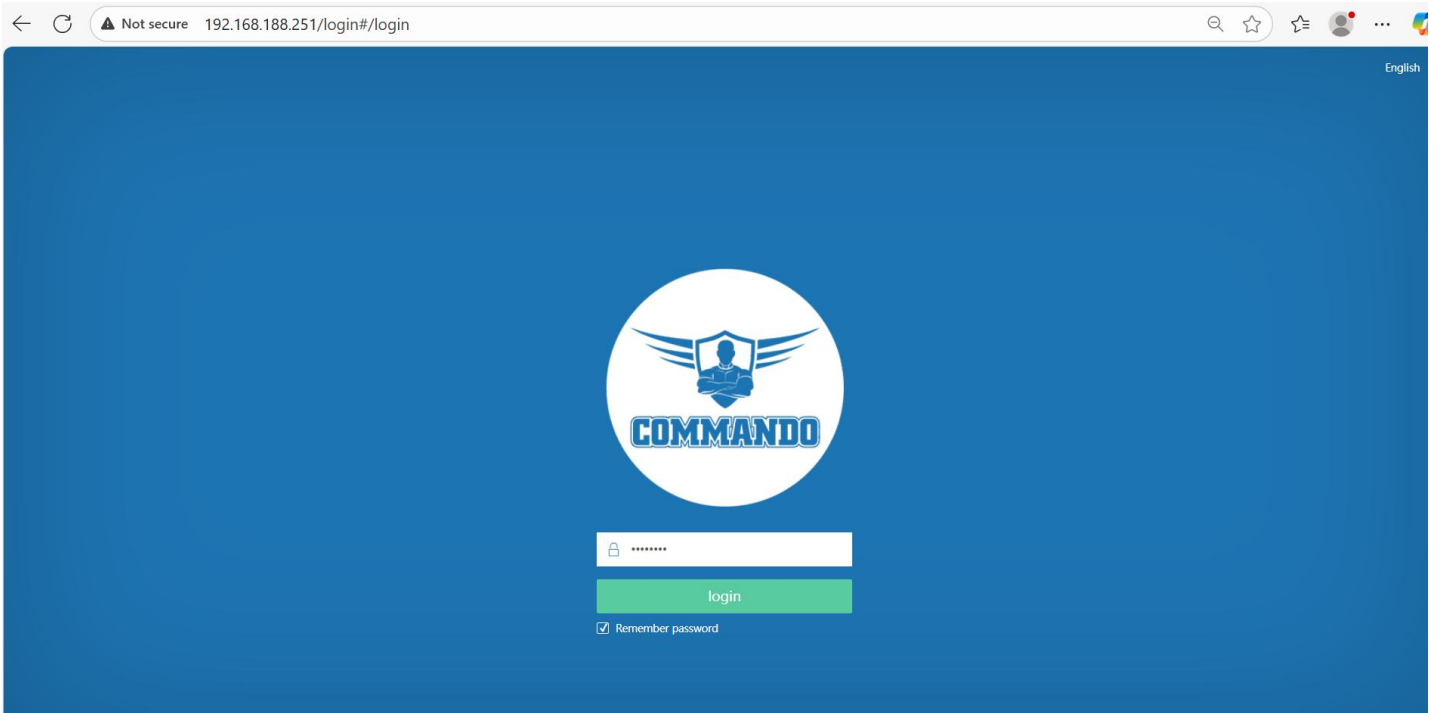 Not secure 192.168.188.251/login#/login
English
COMMANDO
••••••••
login
Remember password